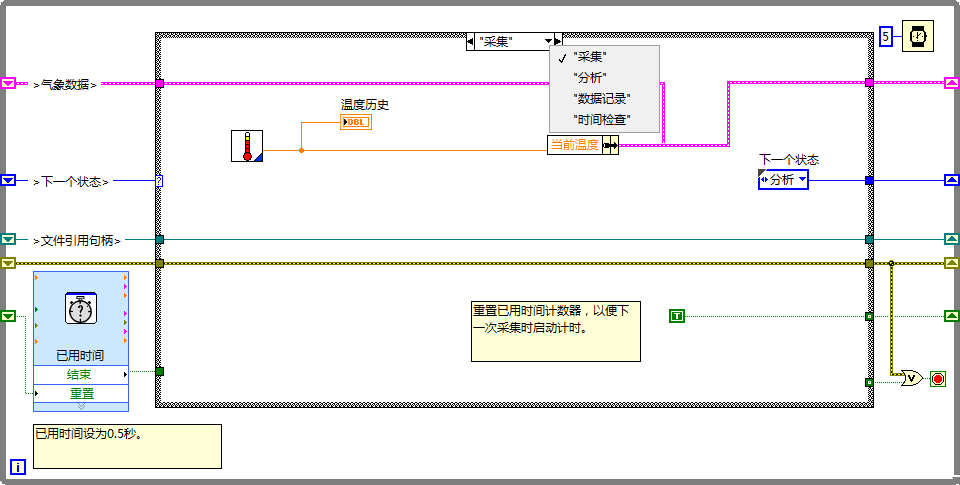 "采集"
5
"采集"
"分析"
"数据记录"
"时间检查"
>气象数据>
温度历史
DBL
当前温度
>下一个状态>
?
下一个状态
分析
>文件引用句柄>
?
已用时间
结束
重置
重置已用时间计数器，以便下
一次采集时启动计时。
T
V
已用时间设为0.5秒。
i